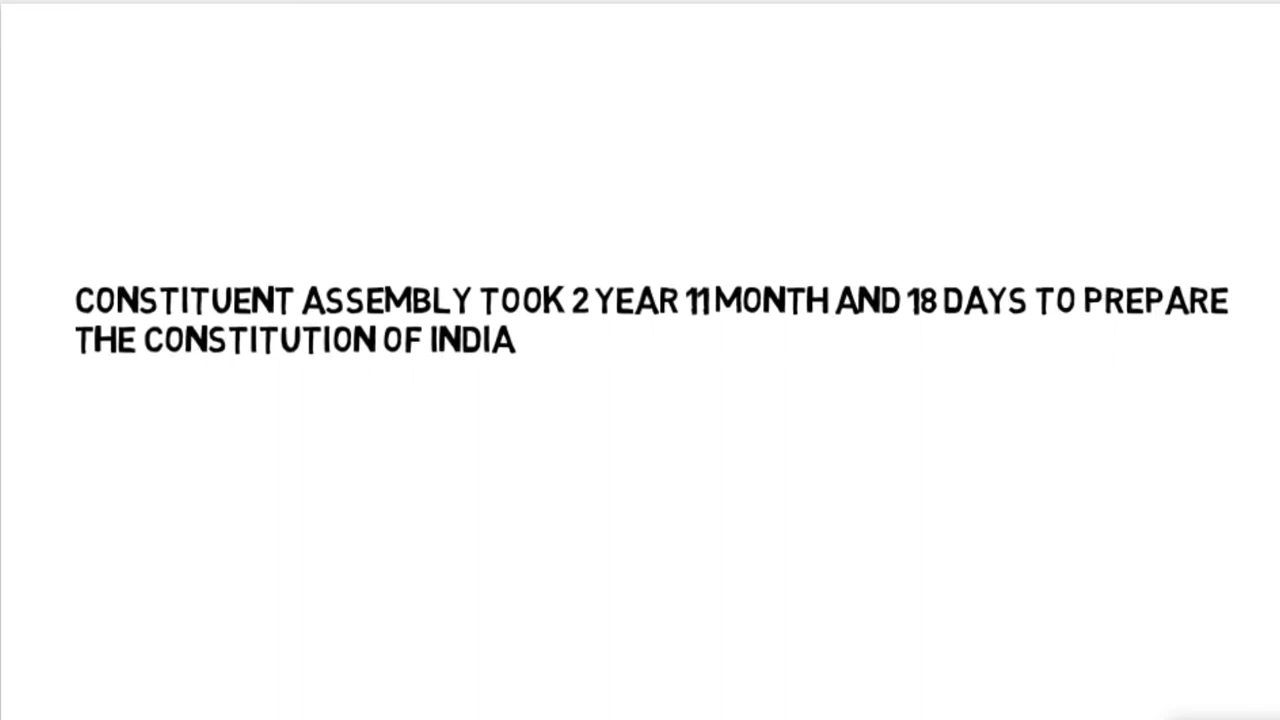 CONSTITUENT ASSEMBLY TOOK 2 YEAR 11 MONTH AND 18 DAYS TO PREPARE
THE CONSTITUTION OF INDIA